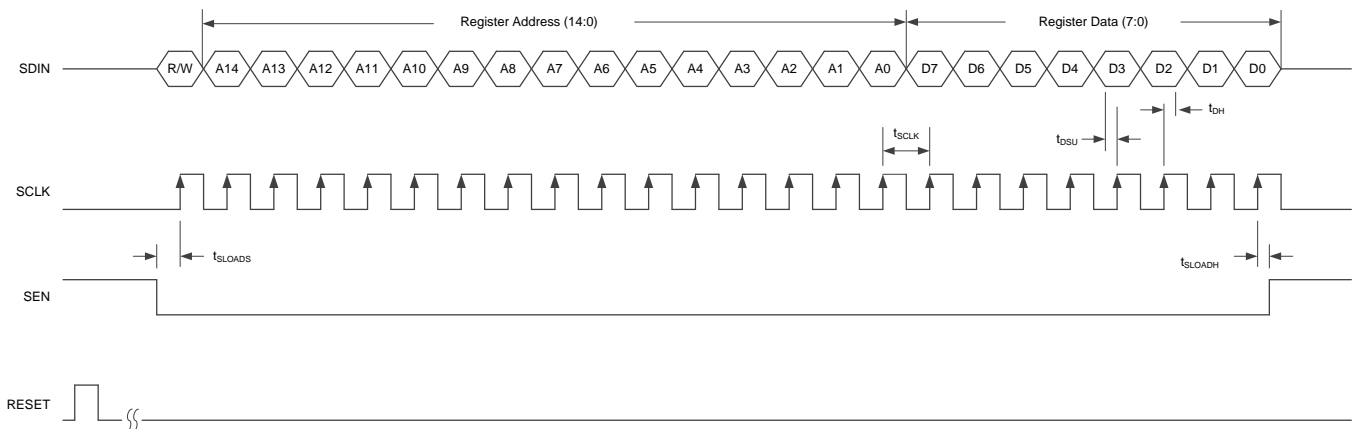 Register Address (14:0) Register Data (7:0)
SDIN R/W A14 A13 A12 A11 A10 A9 A8 A7 A6 A5 A4 A3 A2 A1 A0 D7 D6 D5 D4 D3 D2 D1 D0
tDH
tSCLK tDSU
SCLK
tSLOADS tSLOADH
SEN
RESET